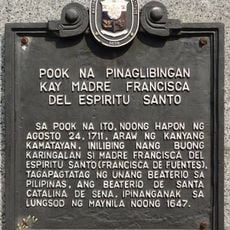 POOK NA PINAGLIBINGAN
KAY MADRE FRANCISCA
DEL ESPIRITU SANTO
SA POOK NA ITO, NOONG HAPON NG
AGOSTO 24, 1711, ARAW NG KANYANG
KAMATAYAN, INILIBING NANG BUONG
KARINGALAN SI MADRE FRANCISCA DEL
ESPIRITU SANTO (FRANCISCA DE FUENTES),
TAGAPAGTATAG NG UNANG BEATERIO SA
PILIPINAS, ANG BEATERIO DE SANTA
CATALINA DE SENA. IPINANGANAK SA
LUNGSOD NG MAYNILA NOONG 1647.